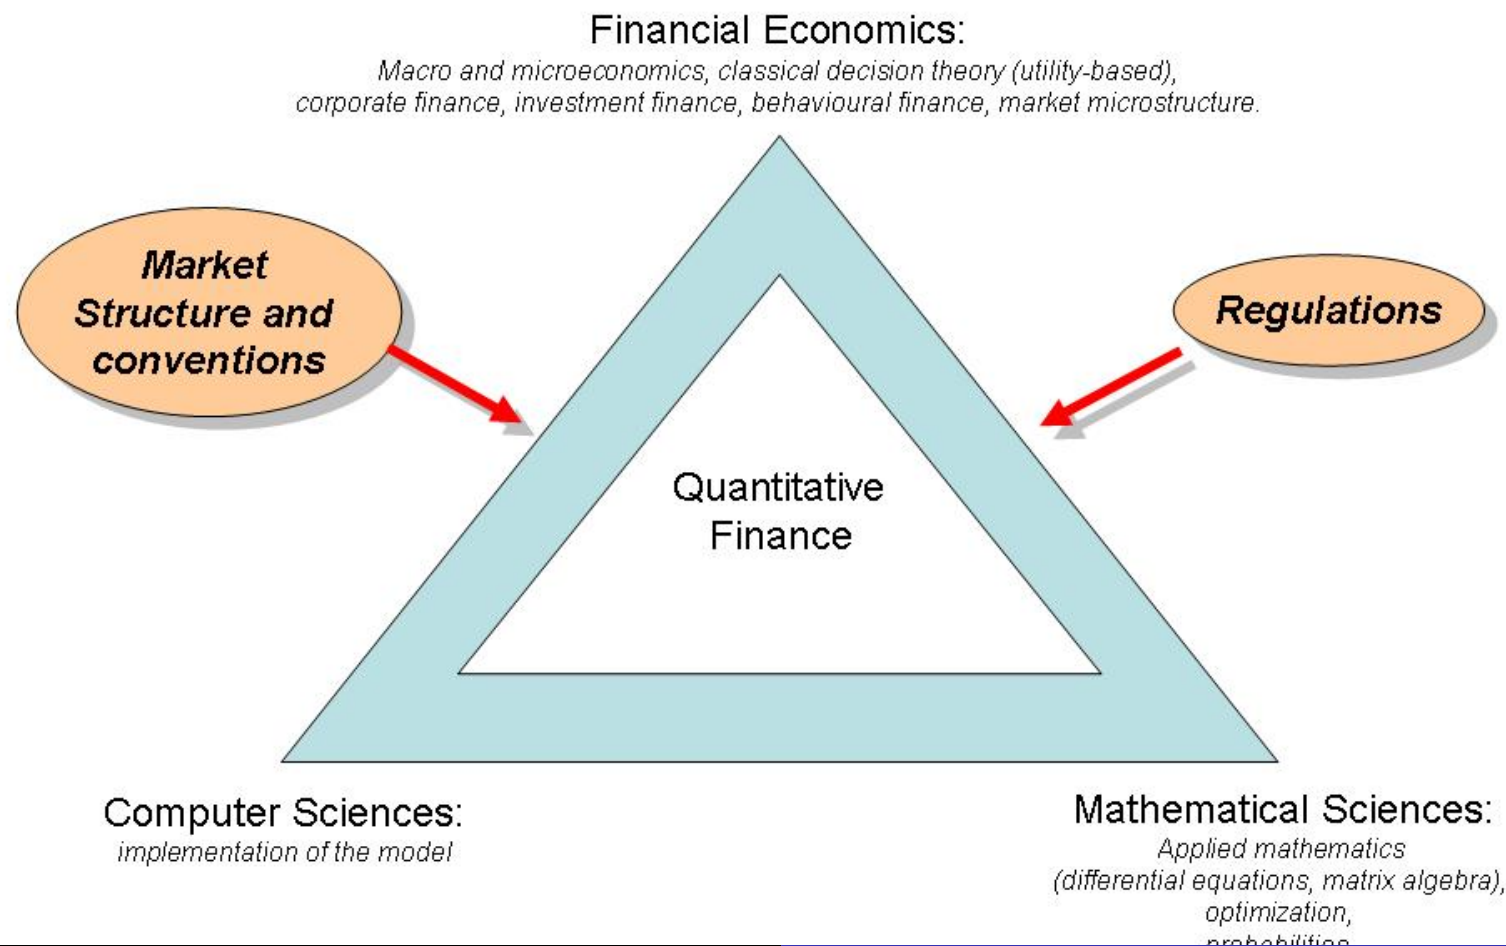 Financial Economics:
Macro and microeconomics, classical decision theory (utility-based),
corporate finance, investment finance, behavioural finance, market microstructure.
Market
Structure and
conventions
Regulations
Quantitative
Finance
Computer Sciences:
implementation of the model
Mathematical Sciences:
Applied mathematics
(differential equations, matrix algebra),
optimization,